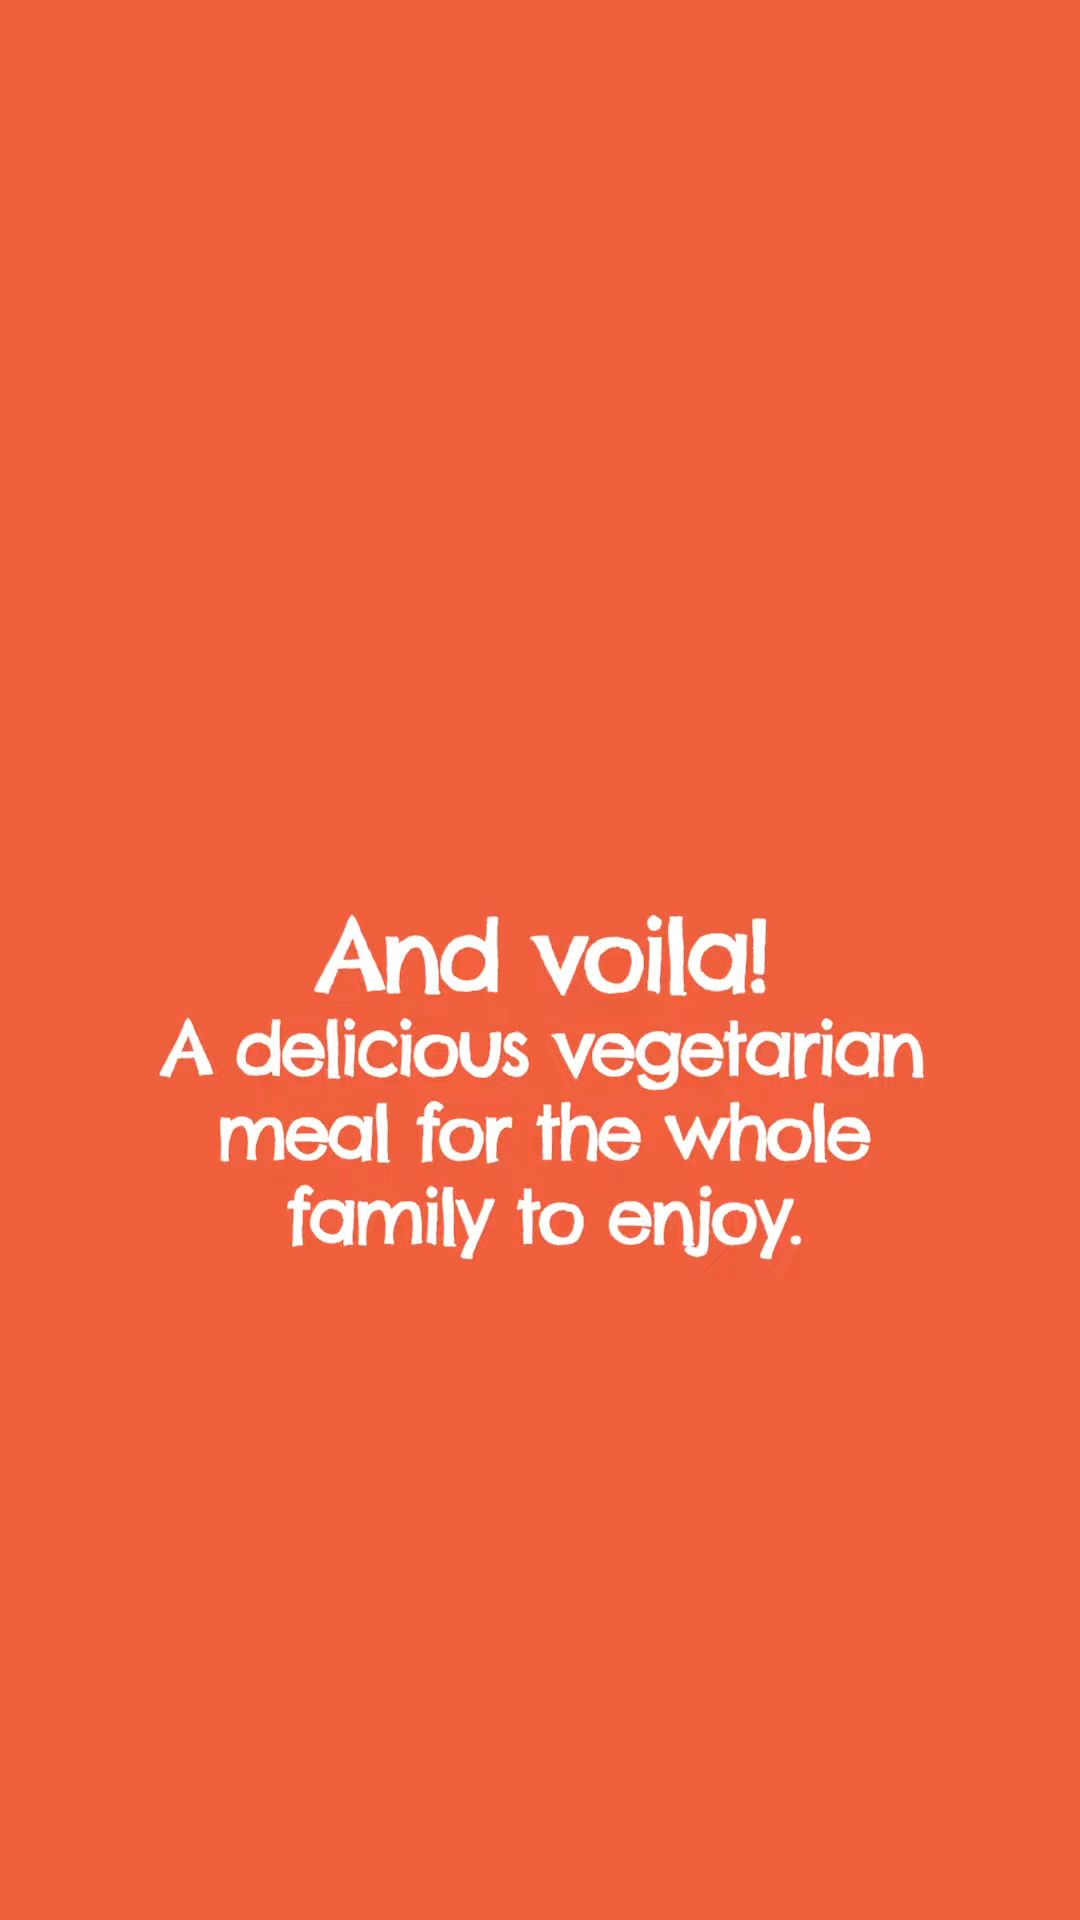 And voila!
A delicious vegetarian
meal for the whole
family to enjoy.